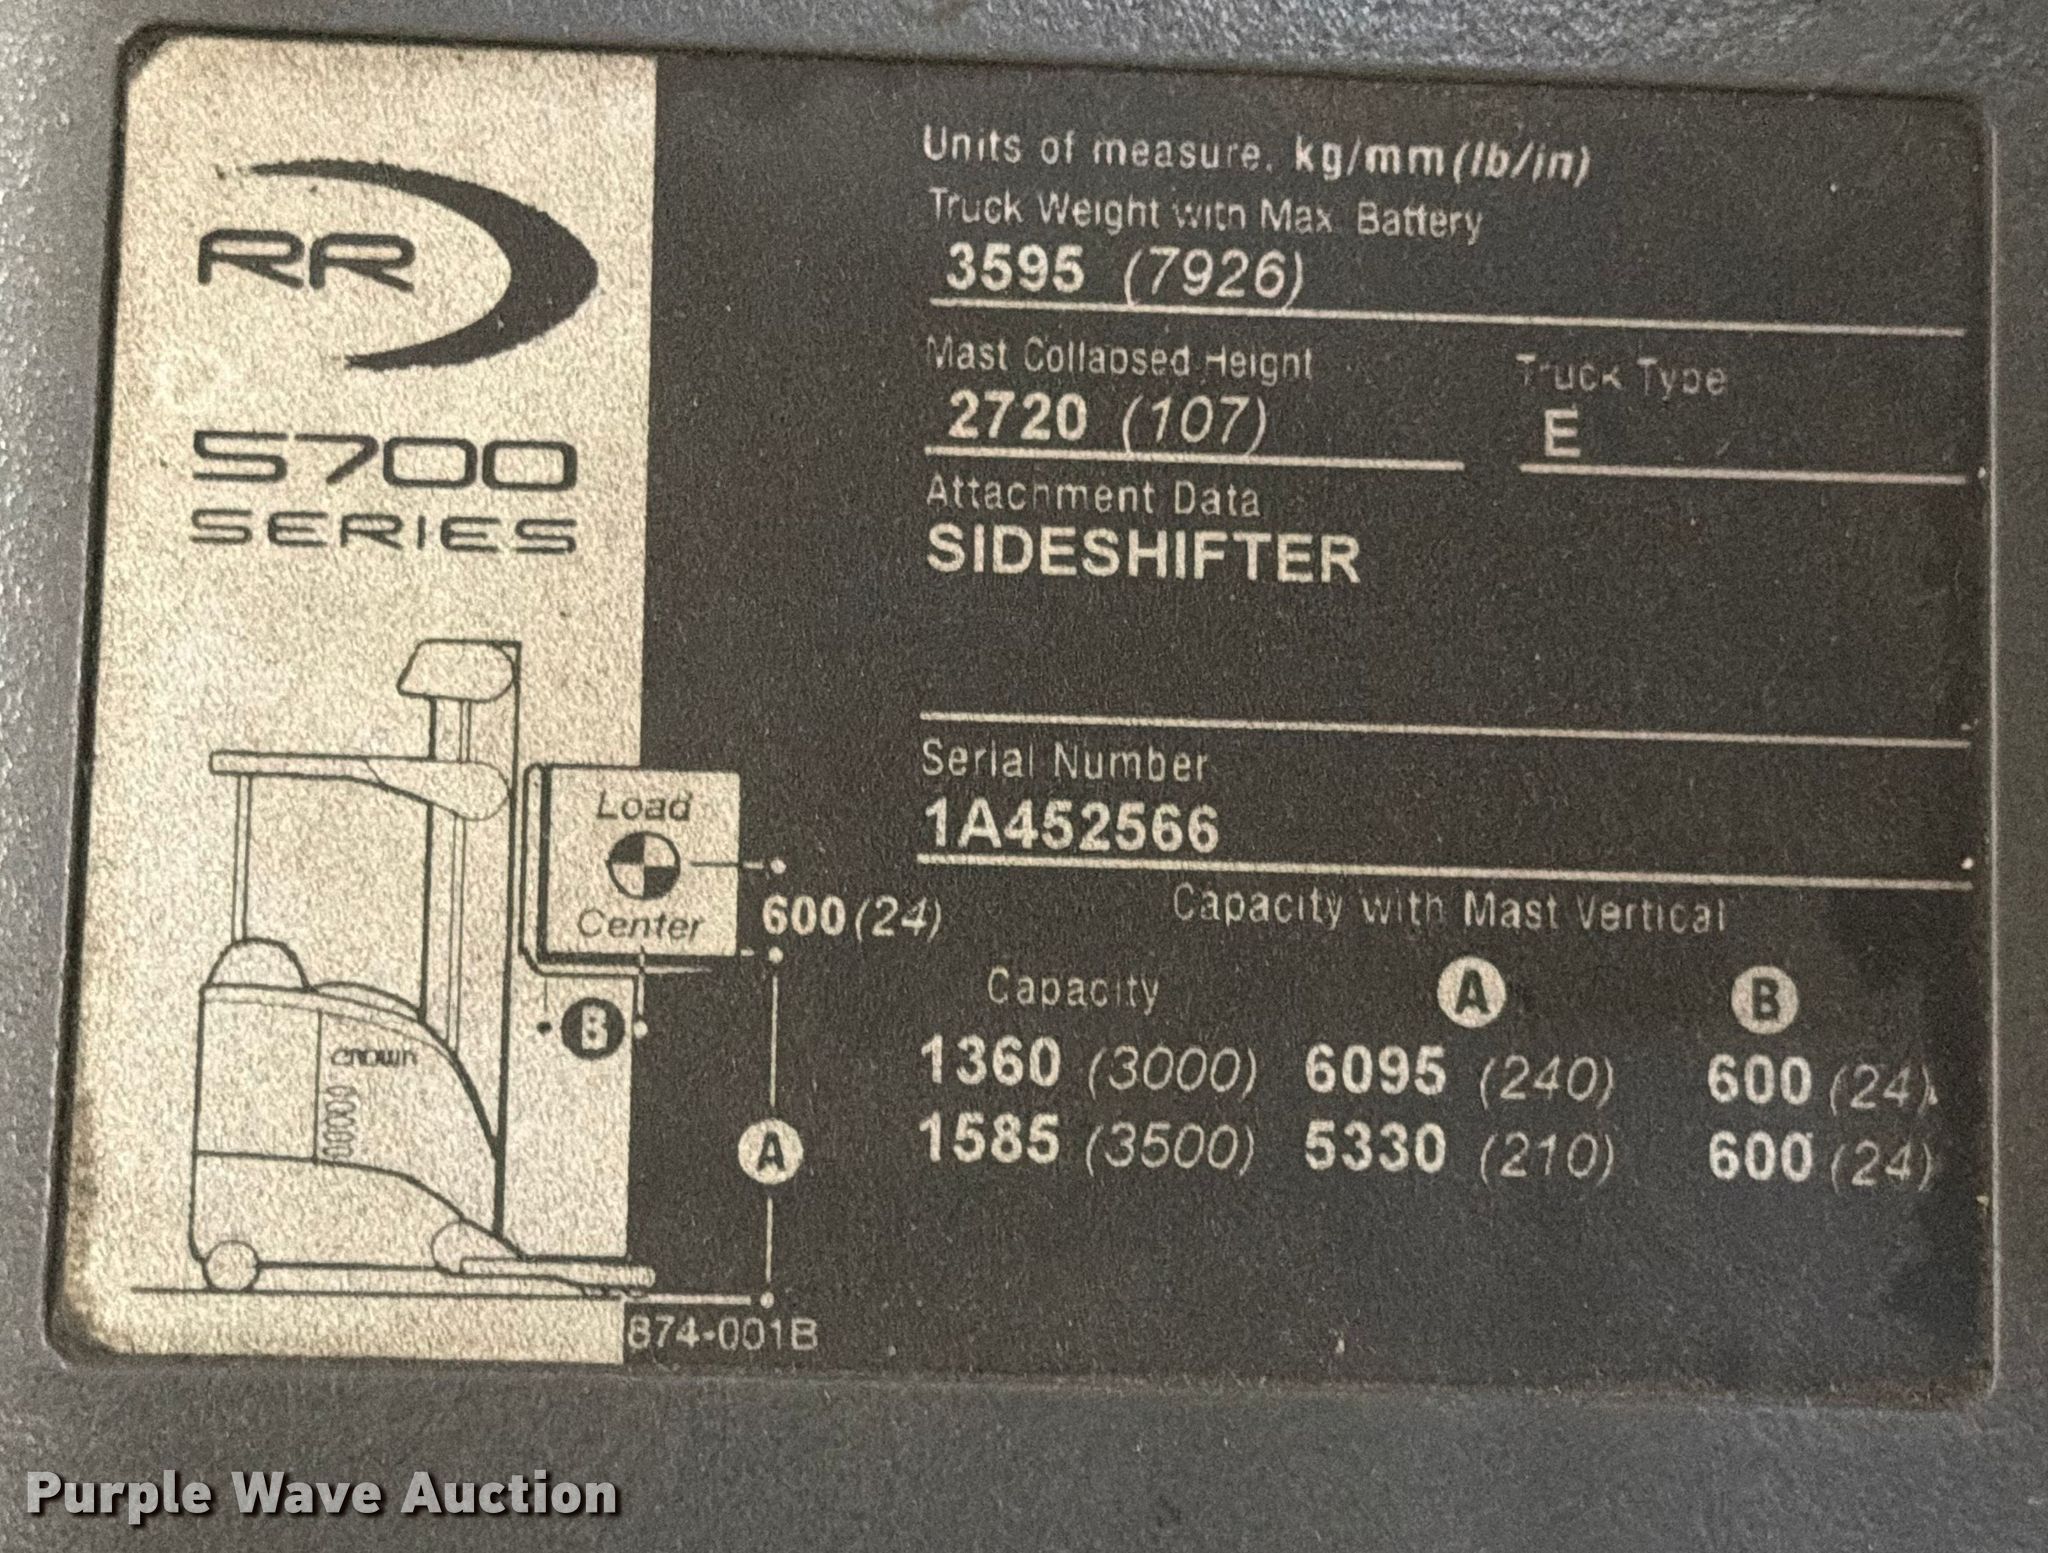 RR
5700
SERIES
Units of measure. kg/mm (lb/in)
Truck Weight with Max Battery
3595 (7926)
Mast Collapsed Height
2720 (107)
Truck Type
E
Attachment Data
SIDESHIFTER
Serial Number
1A452566
Load
Center
600 (24)
B
CROWN
A
874-001B
Capacity with Mast Vertical
Capacity A B
1360 (3000) 6095 (240) 600 (24)
1585 (3500) 5330 (210) 600 (24)
Purple Wave Auction